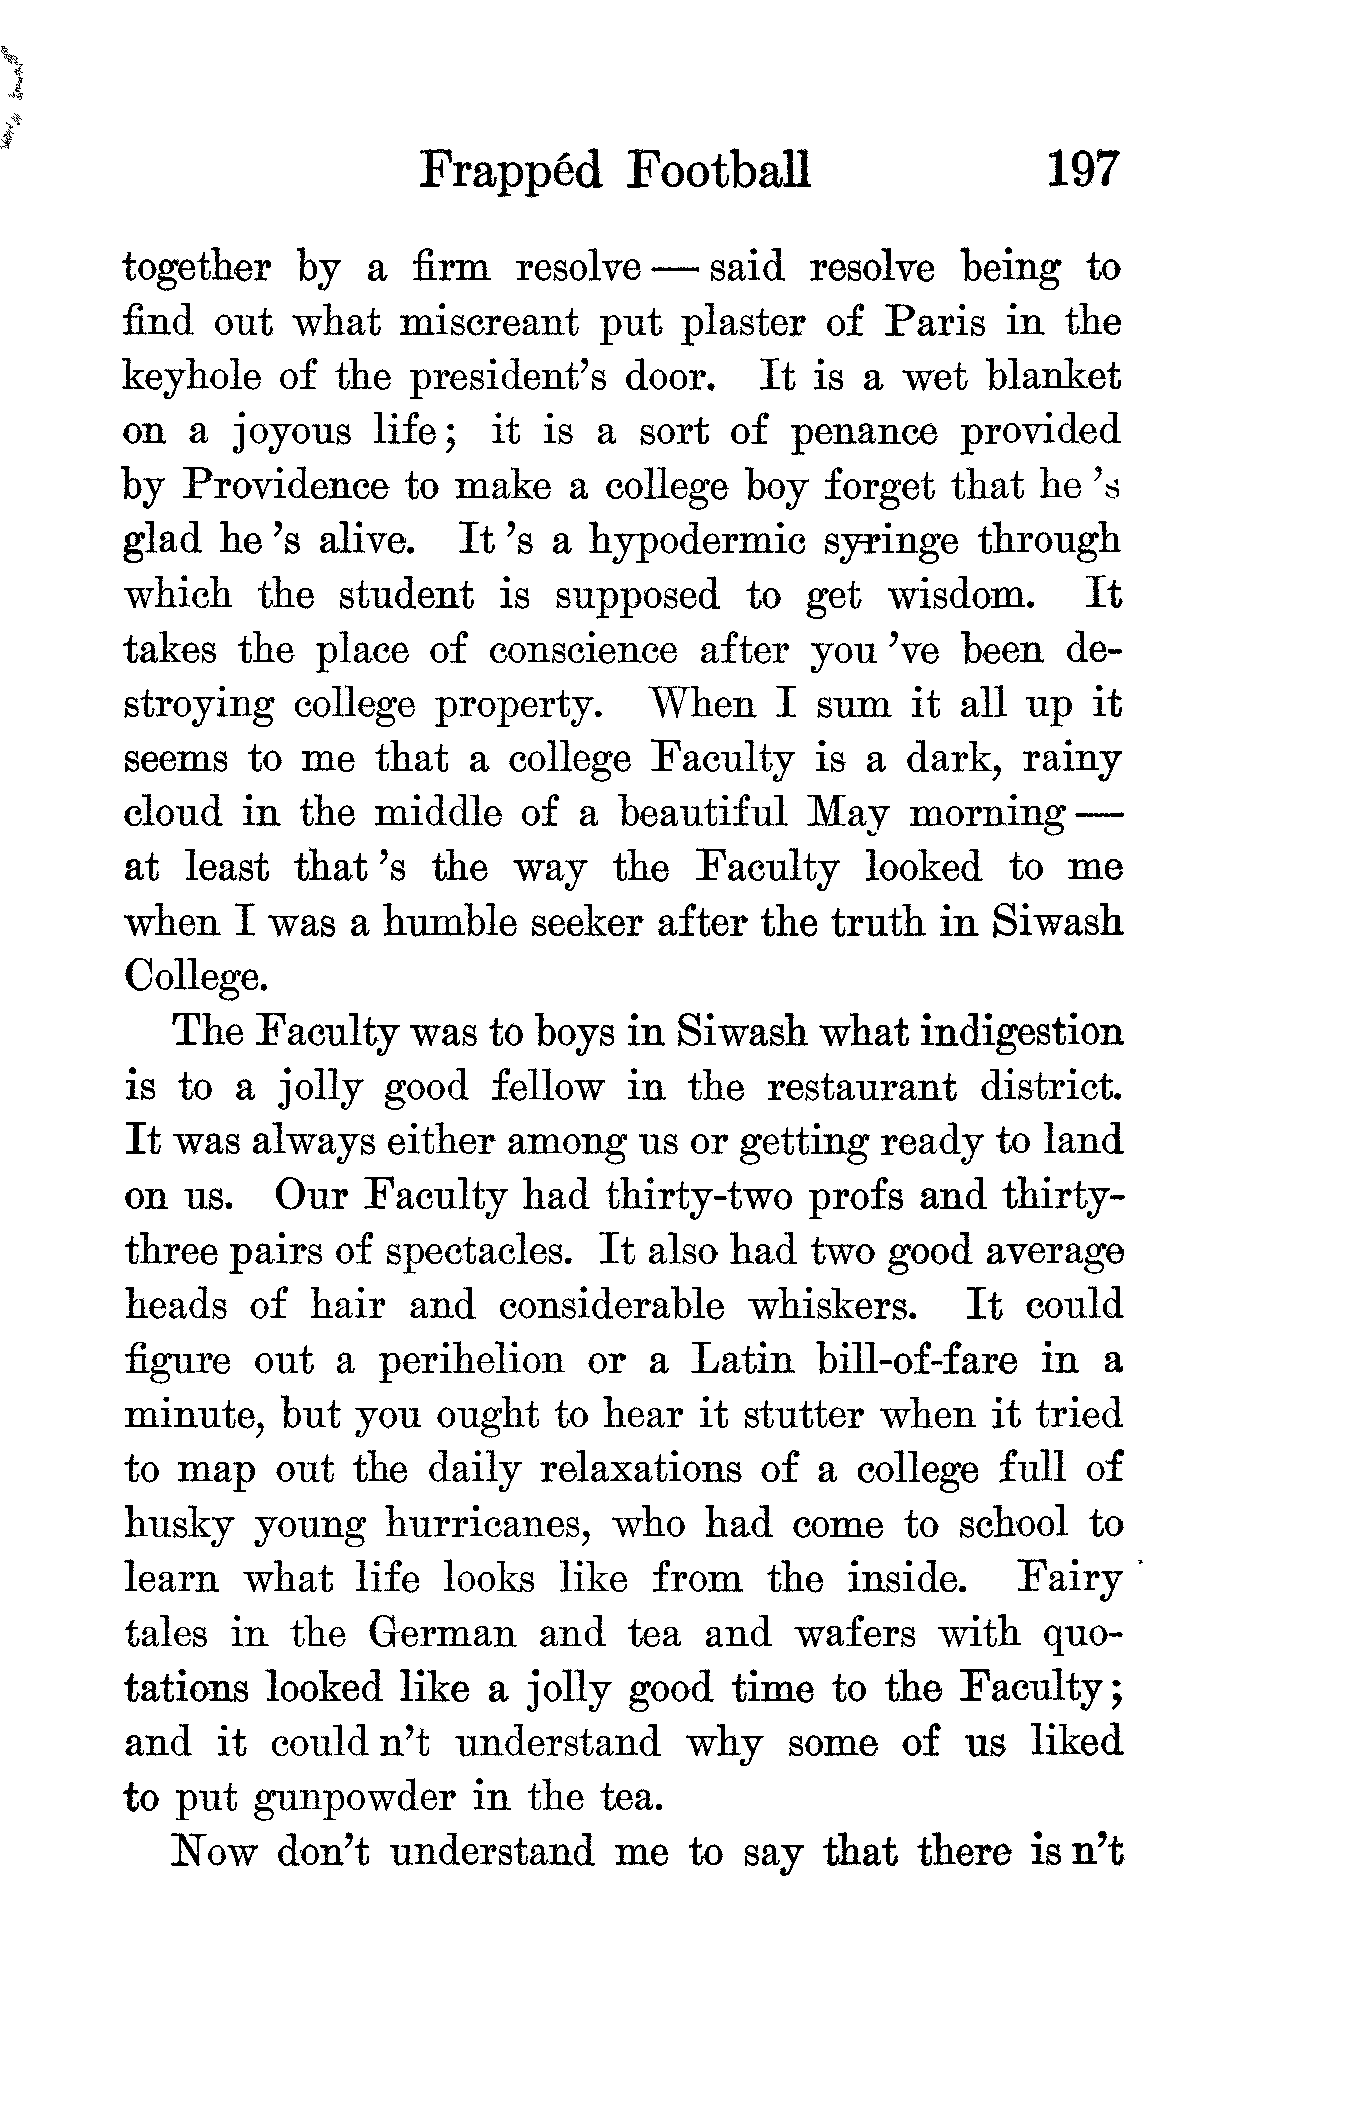 Frappéd Football 197
together by a firm resolve — said resolve being to
find out what miscreant put plaster of Paris in the
keyhole of the president's door. It is a wet blanket
on a joyous life; it is a sort of penance provided
by Providence to make a college boy forget that he 's
glad he 's alive. It 's a hypodermic syringe through
which the student is supposed to get wisdom. It
takes the place of conscience after you 've been de-
stroying college property. When I sum it all up it
seems to me that a college Faculty is a dark, rainy
cloud in the middle of a beautiful May morning —
at least that 's the way the Faculty looked to me
when I was a humble seeker after the truth in Siwash
College.
The Faculty was to boys in Siwash what indigestion
is to a jolly good fellow in the restaurant district.
It was always either among us or getting ready to land
on us. Our Faculty had thirty-two profs and thirty-
three pairs of spectacles. It also had two good average
heads of hair and considerable whiskers. It could
figure out a perihelion or a Latin bill-of-fare in a
minute, but you ought to hear it stutter when it tried
to map out the daily relaxations of a college full of
husky young hurricanes, who had come to school to
learn what life looks like from the inside. Fairy
tales in the German and tea and wafers with quo-
tations looked like a jolly good time to the Faculty;
and it could n't understand why some of us liked
to put gunpowder in the tea.
Now don't understand me to say that there is n't